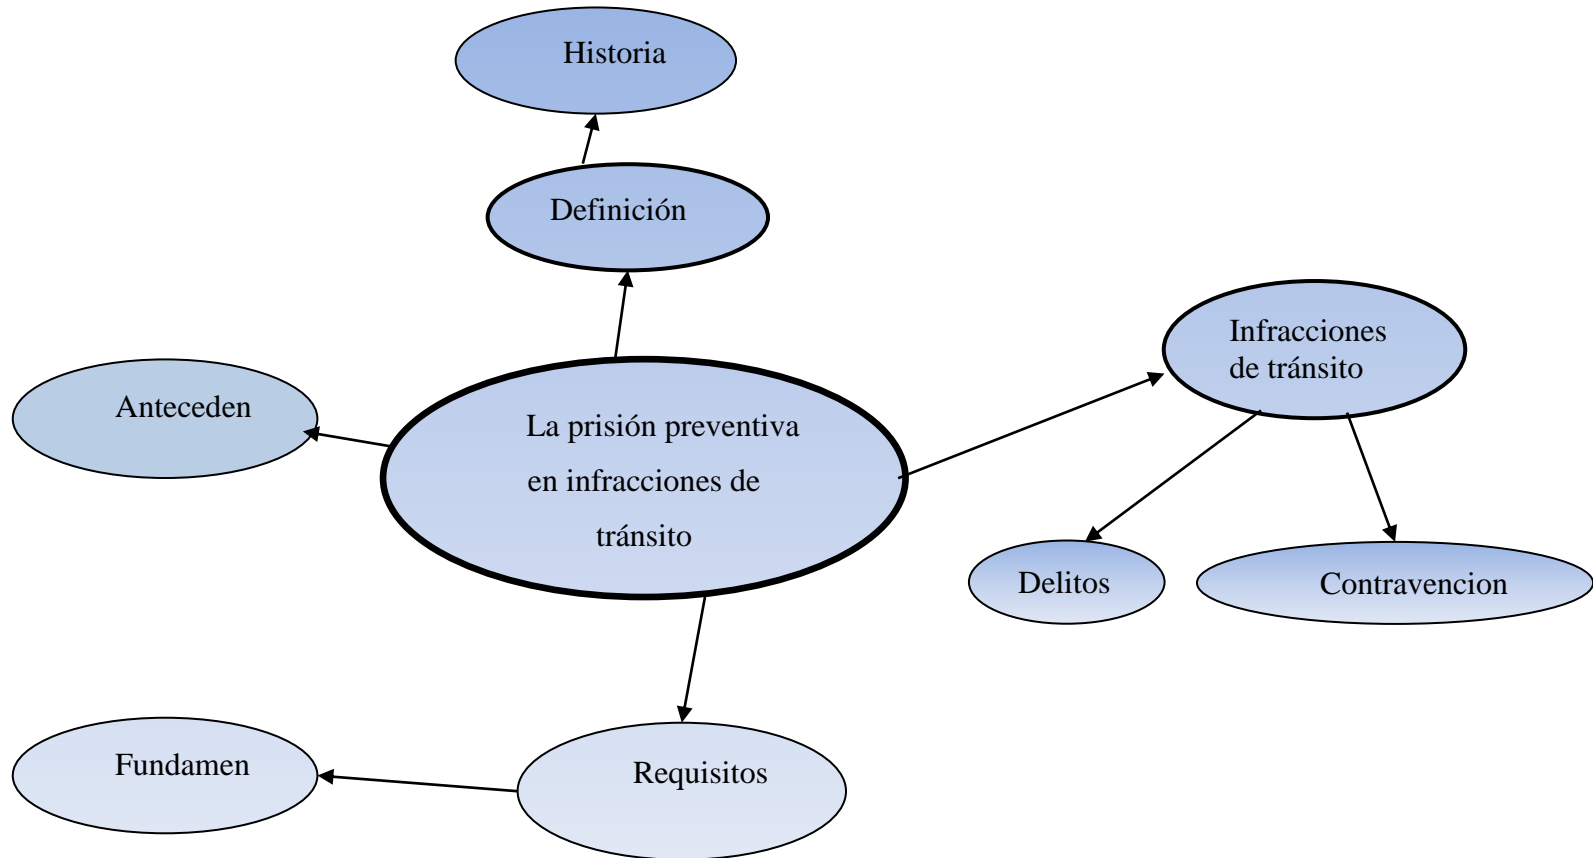 Historia
Definición
Infracciones
de tránsito
Anteceden
La prisión preventiva
en infracciones de
tránsito
Delitos
Contravencion
Fundamen
Requisitos